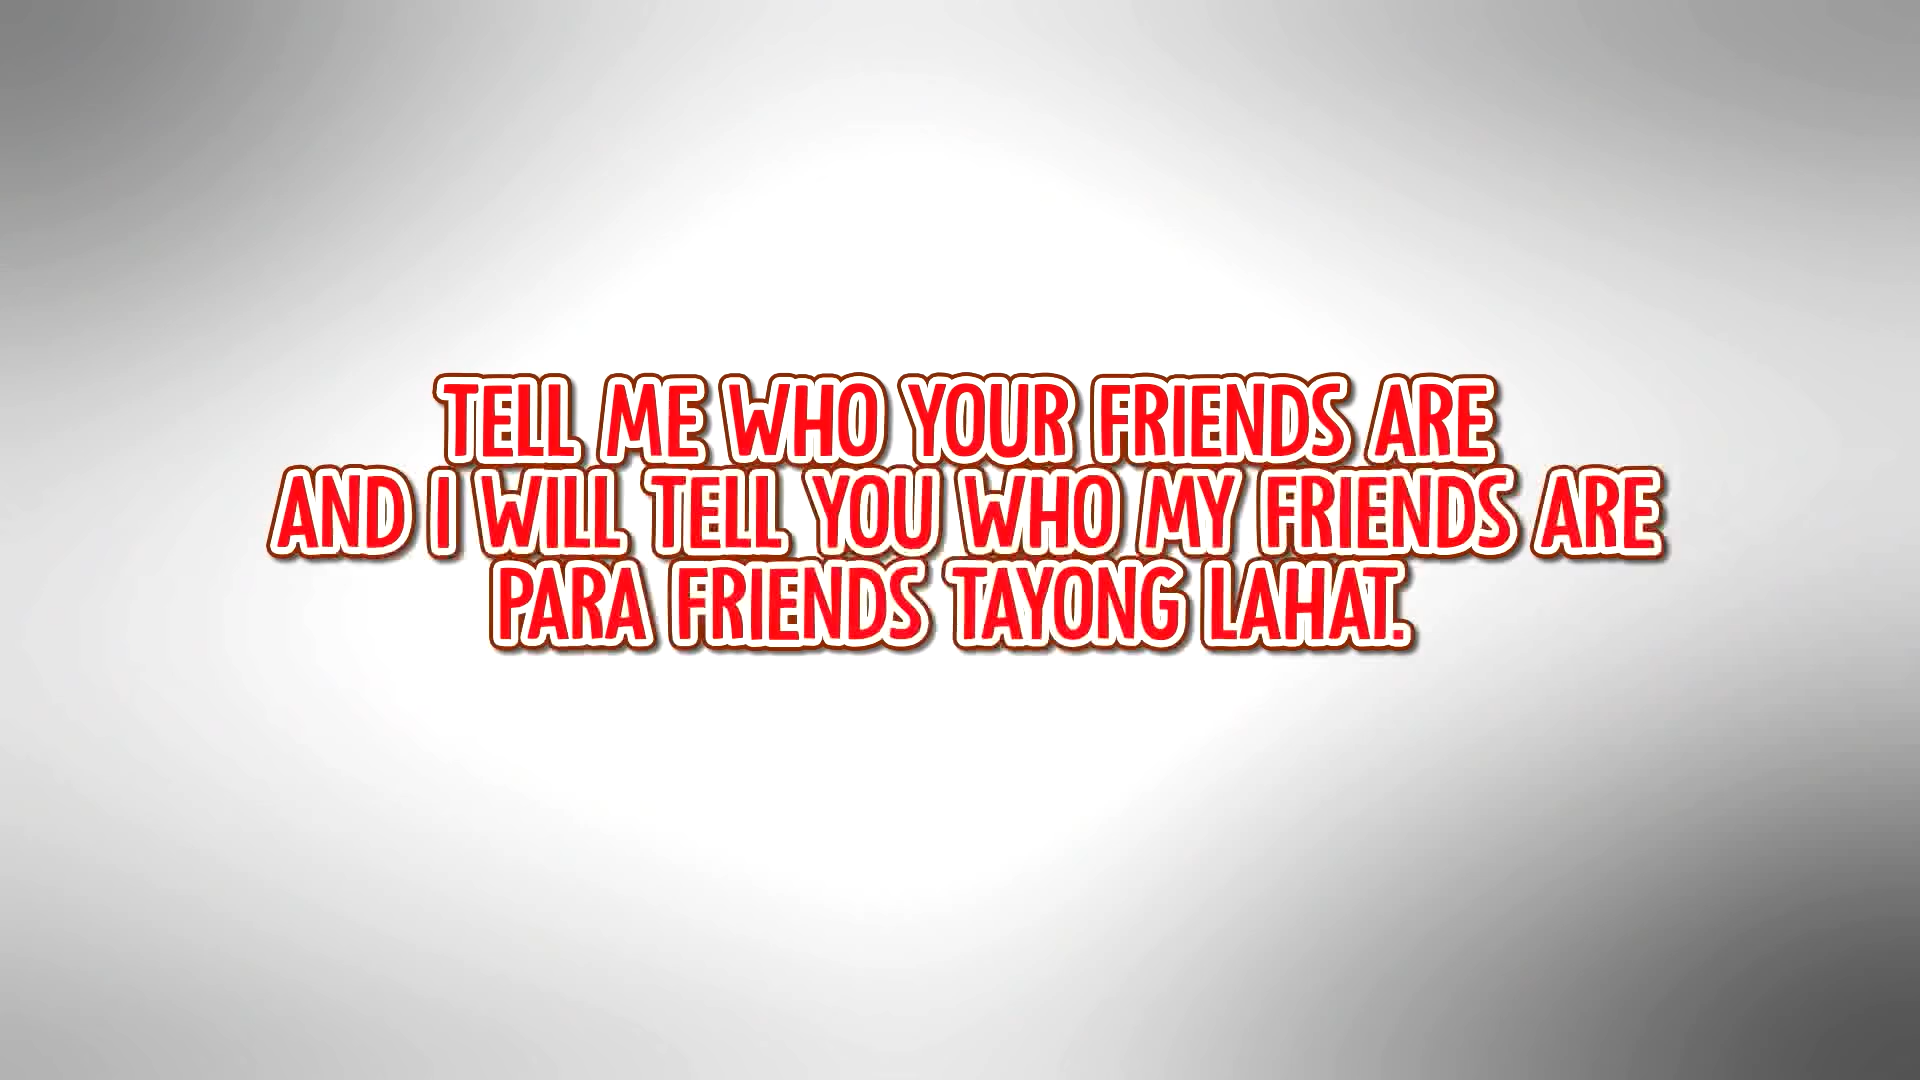 TELL ME WHO YOUR FRIENDS ARE
AND I WILL TELL YOU WHO MY FRIENDS ARE
PARA FRIENDS TAYONG LAHAT.